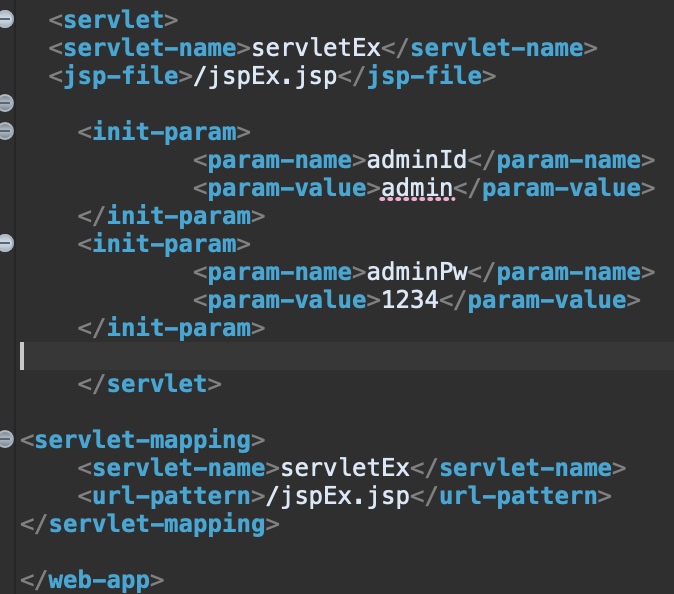 <servlet>
<servlet-name>servletEx</servlet-name>
<jsp-file>/jspEx.jsp</jsp-file>
<init-param>
<param-name>adminId</param-name>
<param-value>admin</param-value>
</init-param>
<init-param>
<param-name>adminPw</param-name>
<param-value>1234</param-value>
</init-param>
</servlet>
<servlet-mapping>
<servlet-name>servletEx</servlet-name>
<url-pattern>/jspEx.jsp</url-pattern>
</servlet-mapping>
</web-app>